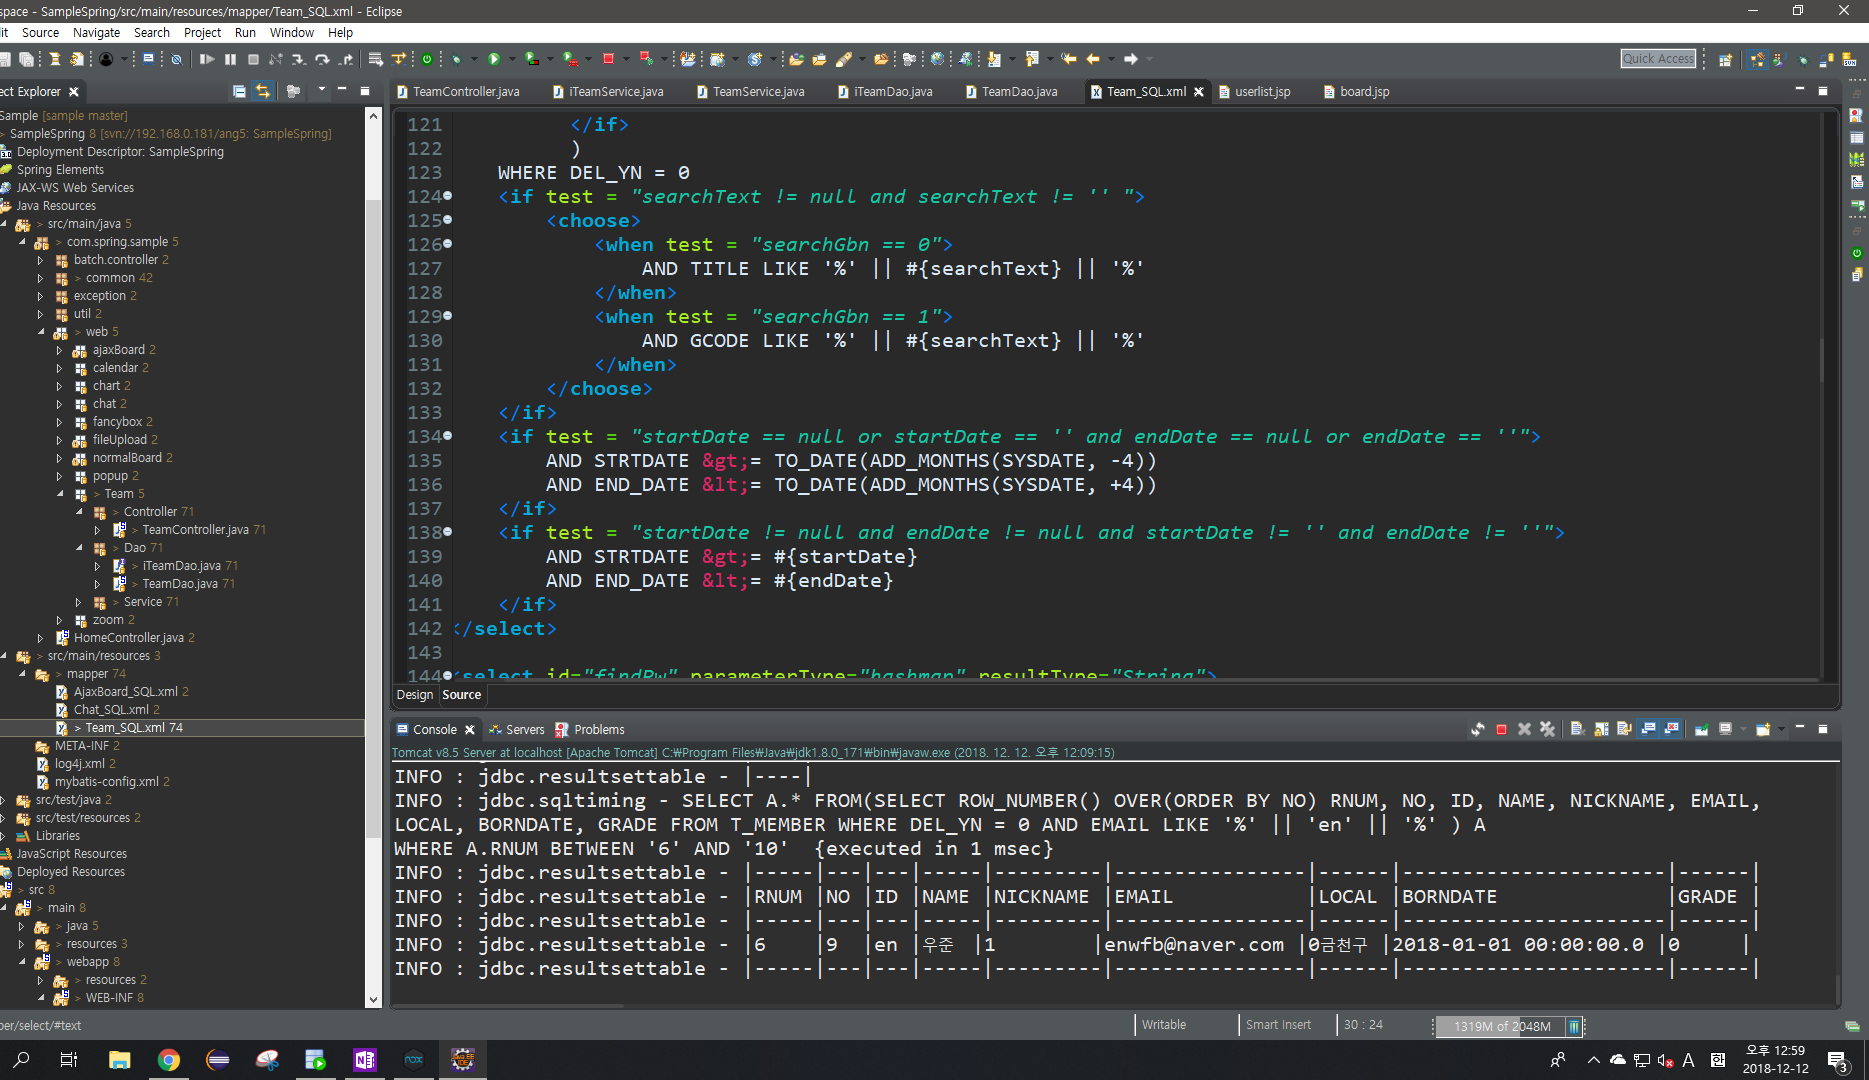 space - SampleSpring/src/main/resources/mapper/Team_SQL.xml - Eclipse
it Source Navigate Search Project Run Window Help
Quick Access
ect Explorer
TeamController.java iTeamService.java TeamService.java iTeamDao.java TeamDao.java Team_SQL.xml userlist.jsp board.jsp
Sample [sample master]
> SampleSpring 8 [svn://192.168.0.181/ang5: SampleSpring]
Deployment Descriptor: SampleSpring
Spring Elements
JAX-WS Web Services
Java Resources
> src/main/java 5
> com.spring.sample 5
batch.controller 2
> common 42
exception 2
util 2
> web 5
ajaxBoard 2
calendar 2
chart 2
chat 2
fancybox 2
fileUpload 2
normalBoard 2
popup 2
> Team 5
> Controller 71
> TeamController.java 71
> Dao 71
> iTeamDao.java 71
> TeamDao.java 71
> Service 71
zoom 2
HomeController.java 2
> src/main/resources 3
> mapper 74
AjaxBoard_SQL.xml 2
Chat_SQL.xml 2
> Team_SQL.xml 74
META-INF 2
log4j.xml 2
mybatis-config.xml 2
src/test/java 2
src/test/resources 2
Libraries
JavaScript Resources
Deployed Resources
> src 8
> main 8
> java 5
> resources 3
> webapp 8
> resources 2
> WEB-INF 8
121 </if>
122 )
123 WHERE DEL_YN = 0
124 <if test = "searchText != null and searchText != '' ">
125 <choose>
126 <when test = "searchGbn == 0">
127 AND TITLE LIKE '%' || #{searchText} || '%'
128 </when>
129 <when test = "searchGbn == 1">
130 AND GCODE LIKE '%' || #{searchText} || '%'
131 </when>
132 </choose>
133 </if>
134 <if test = "startDate == null or startDate == '' and endDate == null or endDate == ''">
135 AND STRTDATE &gt;= TO_DATE(ADD_MONTHS(SYSDATE, -4))
136 AND END_DATE &lt;= TO_DATE(ADD_MONTHS(SYSDATE, +4))
137 </if>
138 <if test = "startDate != null and endDate != null and startDate != '' and endDate != ''">
139 AND STRTDATE &gt;= #{startDate}
140 AND END_DATE &lt;= #{endDate}
141 </if>
142 </select>
143
144 <select id="findPw" parameterType="hashmap" resultType="String">
Design Source
Console Servers Problems
Tomcat v8.5 Server at localhost [Apache Tomcat] C:₩Program Files₩Java₩jdk1.8.0_171₩bin₩javaw.exe (2018. 12. 12. 오후 12:09:15)
INFO : jdbc.resultsettable - |----|
INFO : jdbc.sqltiming - SELECT A.* FROM(SELECT ROW_NUMBER() OVER(ORDER BY NO) RNUM, NO, ID, NAME, NICKNAME, EMAIL,
LOCAL, BORNDATE, GRADE FROM T_MEMBER WHERE DEL_YN = 0 AND EMAIL LIKE '%' || 'en' || '%' ) A
WHERE A.RNUM BETWEEN '6' AND '10' {executed in 1 msec}
INFO : jdbc.resultsettable - |-----|---|---|-----|---------|----------------|------|----------------------|------|
INFO : jdbc.resultsettable - |RNUM |NO |ID |NAME |NICKNAME |EMAIL |LOCAL |BORNDATE |GRADE |
INFO : jdbc.resultsettable - |-----|---|---|-----|---------|----------------|------|----------------------|------|
INFO : jdbc.resultsettable - |6 |9 |en |우준 |1 |enwfb@naver.com |0금천구 |2018-01-01 00:00:00.0 |0 |
INFO : jdbc.resultsettable - |-----|---|---|-----|---------|----------------|------|----------------------|------|
per/select/#text
Writable Smart Insert 30 : 24 1319M of 2048M
A 한 오후 12:59
2018-12-12
3